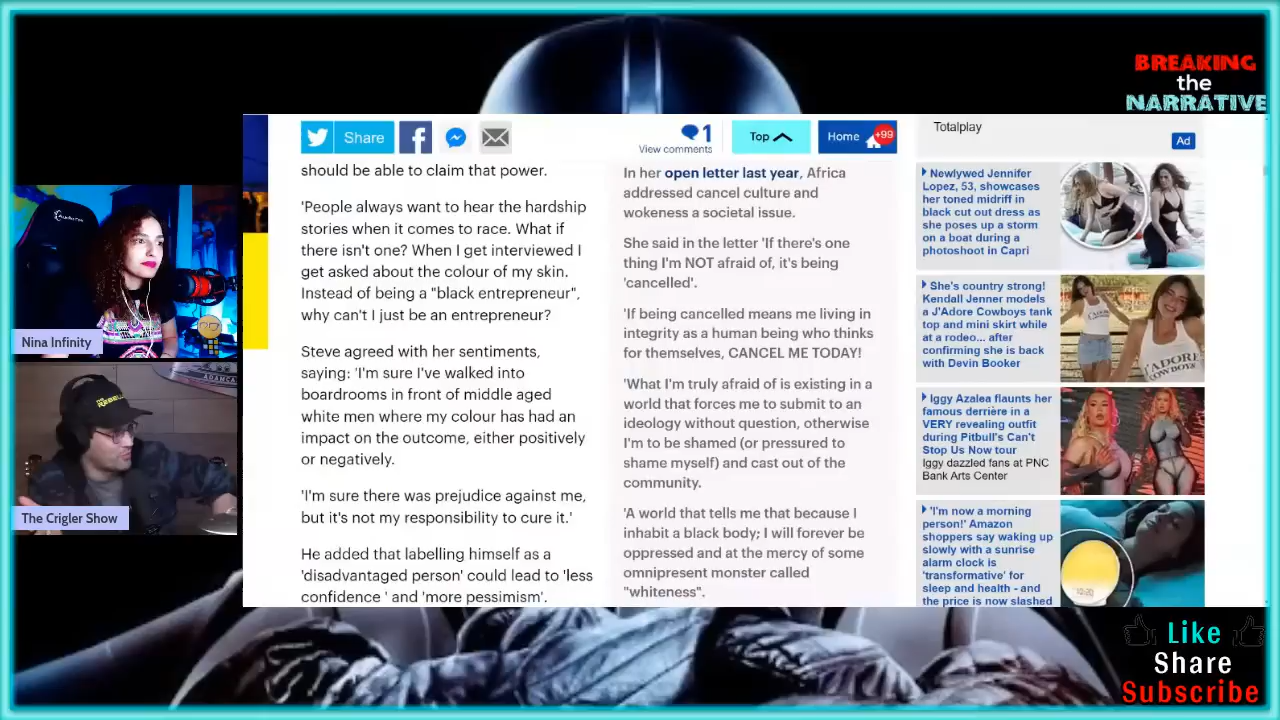 BREAKING
the
NARRATIVE
Share
1
View comments
Top
Home
+99
should be able to claim that power.
'People always want to hear the hardship
stories when it comes to race. What if
there isn't one? When I get interviewed I
get asked about the colour of my skin.
Instead of being a "black entrepreneur",
why can't I just be an entrepreneur?
Steve agreed with her sentiments,
saying: 'I'm sure I've walked into
boardrooms in front of middle aged
white men where my colour has had an
impact on the outcome, either positively
or negatively.
'I'm sure there was prejudice against me,
but it's not my responsibility to cure it.'
He added that labelling himself as a
'disadvantaged person' could lead to 'less
confidence ' and 'more pessimism'.
In her open letter last year, Africa
addressed cancel culture and
wokeness a societal issue.
She said in the letter 'If there's one
thing I'm NOT afraid of, it's being
'cancelled'.
'If being cancelled means me living in
integrity as a human being who thinks
for themselves, CANCEL ME TODAY!
'What I'm truly afraid of is existing in a
world that forces me to submit to an
ideology without question, otherwise
I'm to be shamed (or pressured to
shame myself) and cast out of the
community.
'A world that tells me that because I
inhabit a black body; I will forever be
oppressed and at the mercy of some
omnipresent monster called
"whiteness".
Totalplay
Ad
Newlywed Jennifer
Lopez, 53, showcases
her toned midriff in
black cut out dress as
she poses up a storm
on a boat during a
photoshoot in Capri
She's country strong!
Kendall Jenner models
a J'Adore Cowboys tank
top and mini skirt while
at a rodeo... after
confirming she is back
with Devin Booker
J'ADORE
COWBOYS
Iggy Azalea flaunts her
famous derrière in a
VERY revealing outfit
during Pitbull's Can't
Stop Us Now tour
Iggy dazzled fans at PNC
Bank Arts Center
'I'm now a morning
person!' Amazon
shoppers say waking up
slowly with a sunrise
alarm clock is
'transformative' for
sleep and health - and
the price is now slashed
Nina Infinity
The Crigler Show
Like
Share
Subscribe